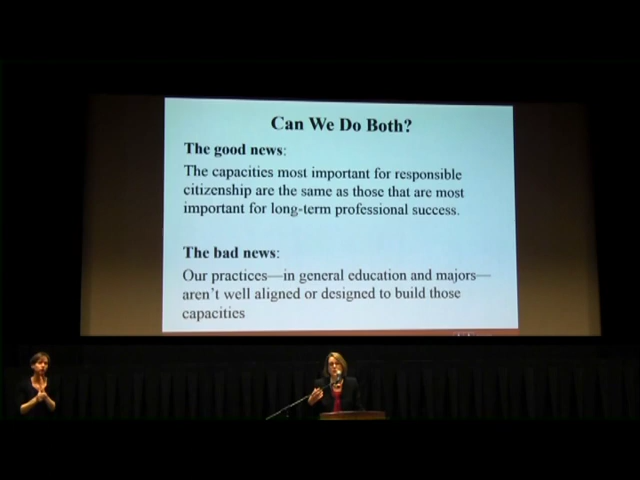 Can We Do Both?
The good news:
The capacities most important for responsible
citizenship are the same as those that are most
important for long-term professional success.
The bad news:
Our practices—in general education and majors—
aren't well aligned or designed to build those
capacities